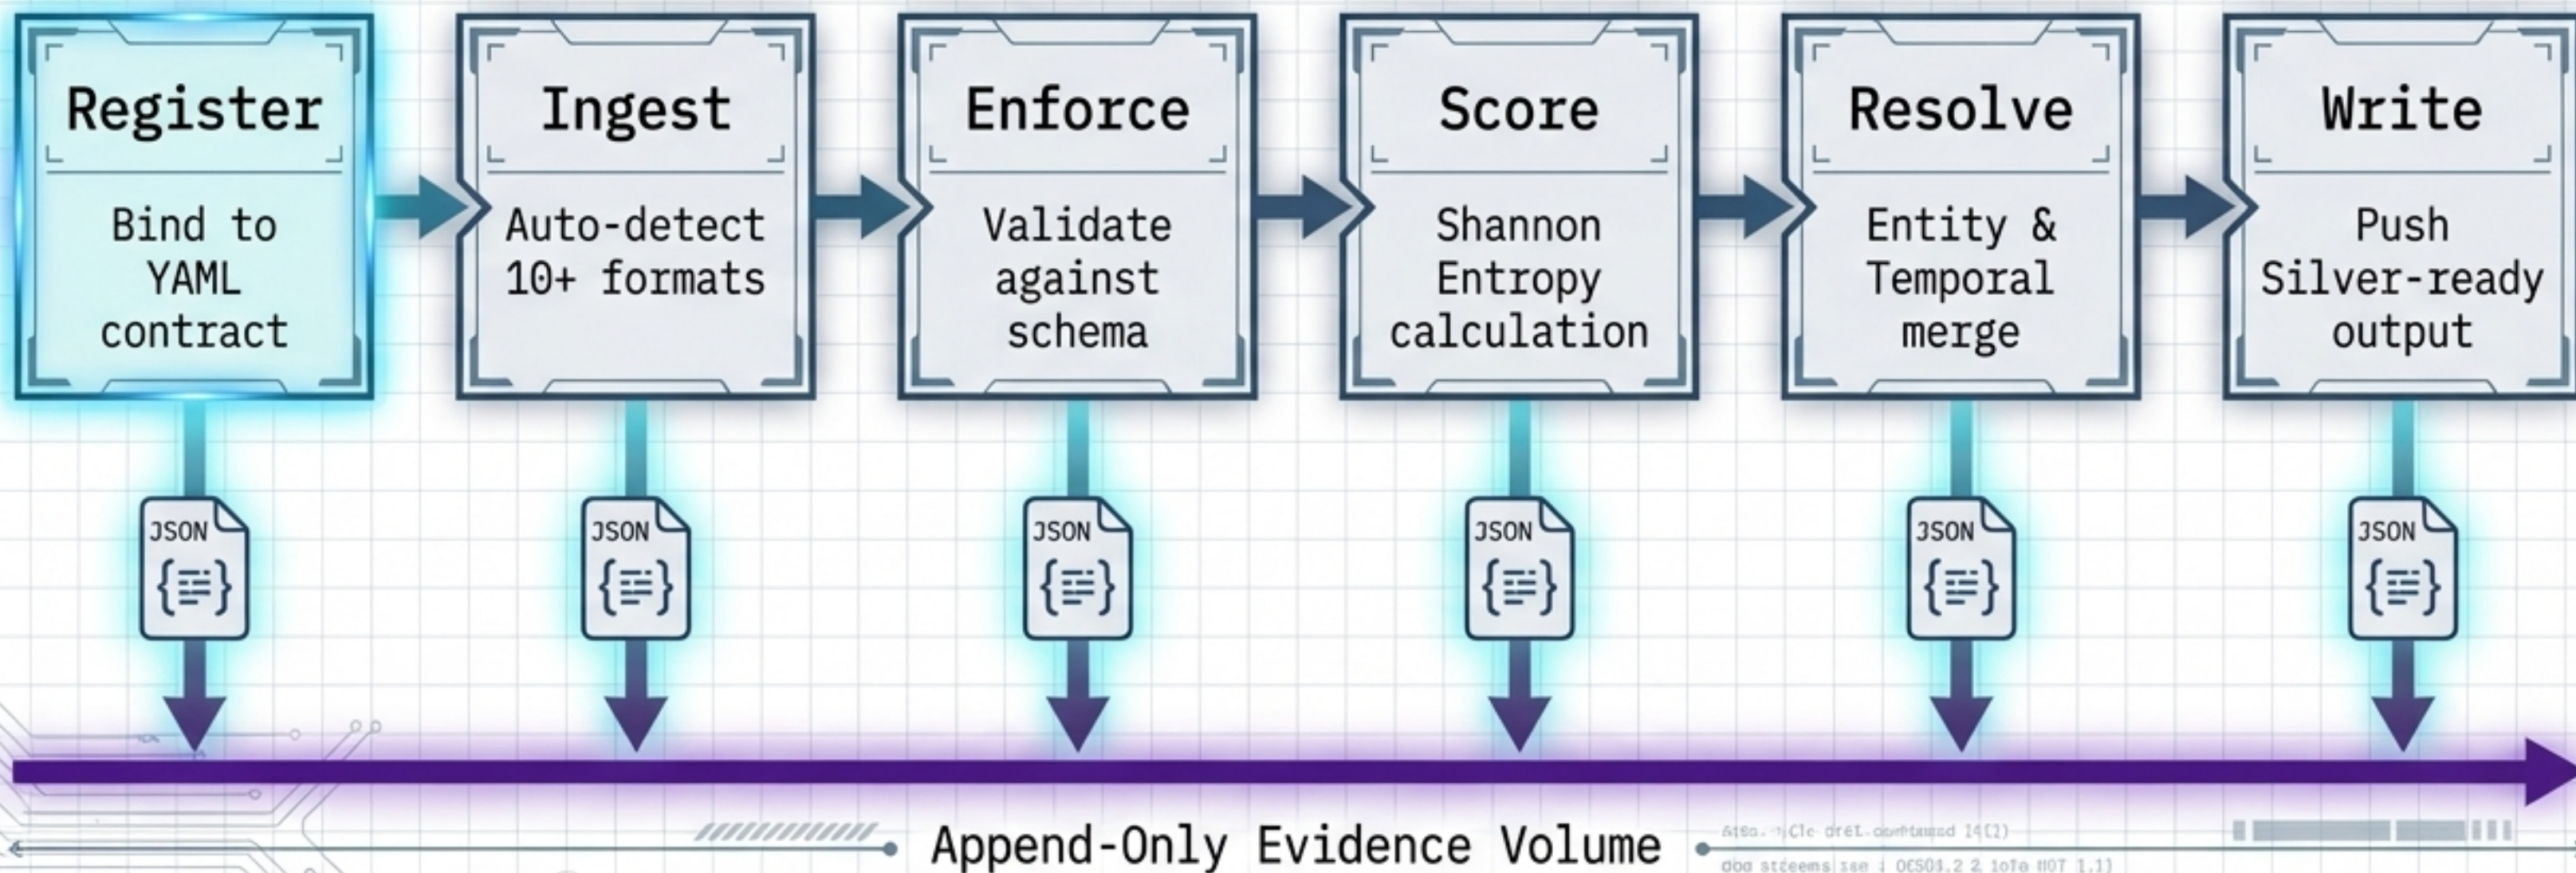 Register
Bind to
YAML
contract
Ingest
Auto-detect
10+ formats
Enforce
Validate
against
schema
Score
Shannon
Entropy
calculation
Resolve
Entity &
Temporal
merge
Write
Push
Silver-ready
output
JSON
JSON
JSON
JSON
JSON
JSON
Append-Only Evidence Volume